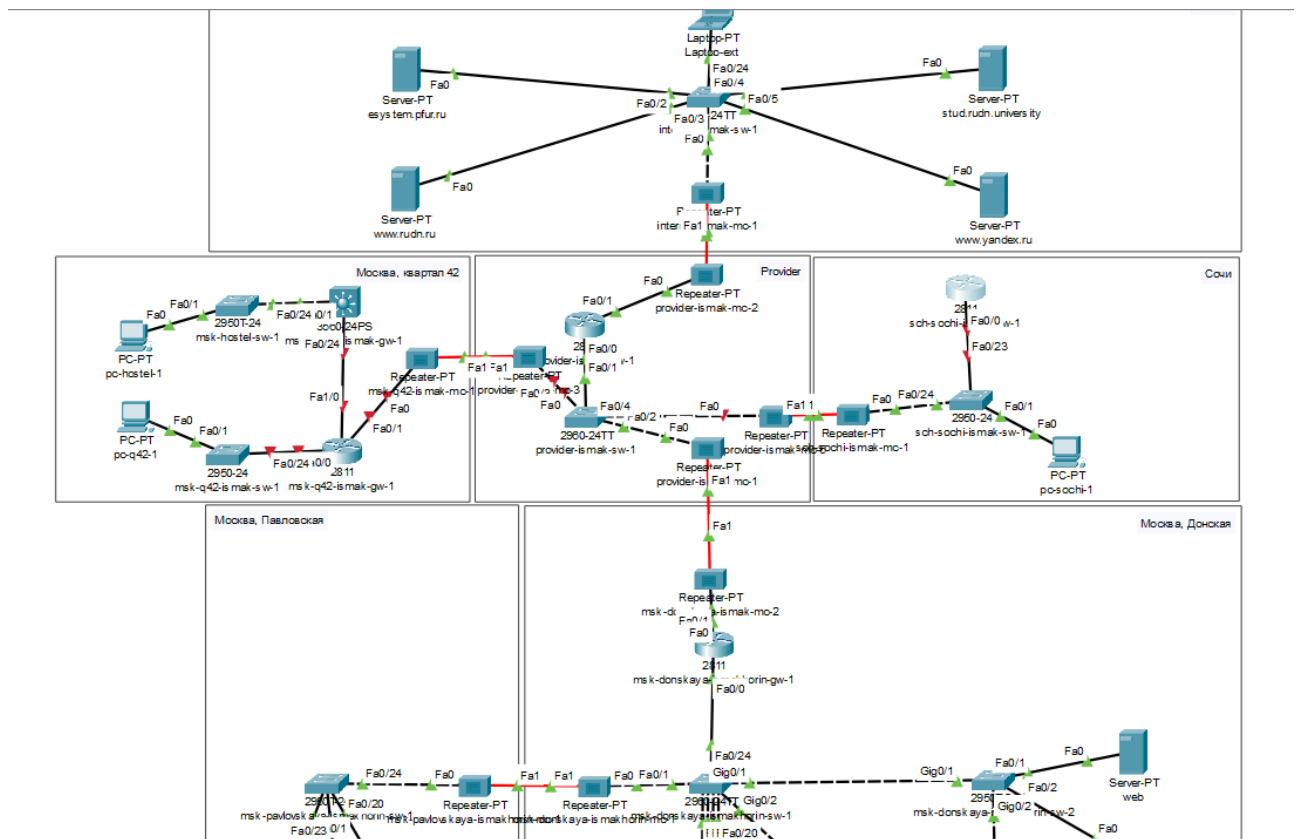 Laptop-PT
Laptop-ext
Fa0/24
Fa0/4
Fa0
Server-PT
esystem.pfur.ru
Fa0/2
Fa0/3
24TT
Fa0/5
Fa0
Server-PT
stud.rudn.university
Fa0
Fa0
Server-PT
www.rudn.ru
Fa1
Fa0
Server-PT
www.yandex.ru
Москва, квартал 42
Fa0
Fa0/1
2950T-24
msk-hostel-sw-1
Fa0/24
Fa0/24
PC-PT
pc-hostel-1
Fa1/0
Repeater-PT
Fa0
Fa0/1
PC-PT
pc-q42-1
Fa0
Fa0/1
2950-24
msk-q42-ismak-sw-1
Fa0/24
2811
msk-q42-ismak-gw-1
Provider
Repeater-PT
provider-ismak-mc-2
Fa0
Fa0/1
Fa0/0
Fa0/1
Fa1
Fa1
Fa0
Fa0/4
2960-24TT
provider-ismak-sw-1
Fa0
Fa0
Repeater-PT
Repeater-PT
Fa1
Сочи
Fa0/0
Fa0/23
Fa0
Fa0/24
Repeater-PT
sch-sochi-ismak-mc-1
2950-24
sch-sochi-ismak-sw-1
Fa0/1
Fa0
PC-PT
pc-sochi-1
Москва, Павловская
Москва, Донская
Fa1
Repeater-PT
Fa0
2811
Fa0/0
Fa0/24
Fa0/24
Fa0
Fa1
Fa1
Fa0
Fa0/1
Gig0/1
Gig0/1
Fa0/1
Fa0
Server-PT
web
Fa0/20
Repeater-PT
Repeater-PT
Gig0/2
Fa0/2
Gig0/2
Fa0/23
Fa0/20
Fa0